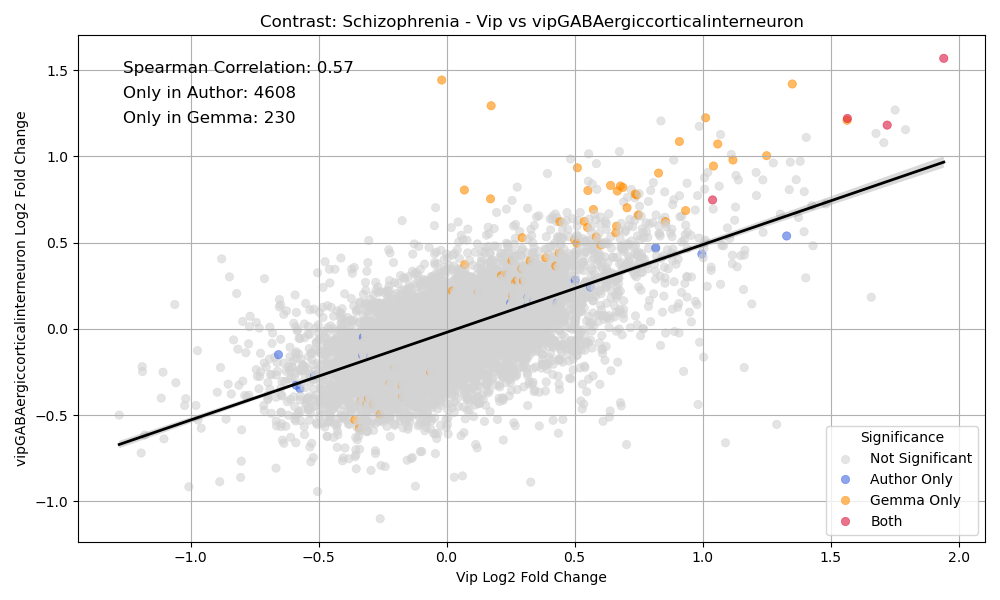 Contrast: Schizophrenia - Vip vs vipGABAergiccorticalinterneuron
Spearman Correlation: 0.57
Only in Author: 4608
Only in Gemma: 230
vipGABAergiccorticalinterneuron Log2 Fold Change
1.5
1.0
0.5
0.0
−0.5
−1.0
Significance
Not Significant
Author Only
Gemma Only
Both
−1.0 −0.5 0.0 0.5 1.0 1.5 2.0
Vip Log2 Fold Change